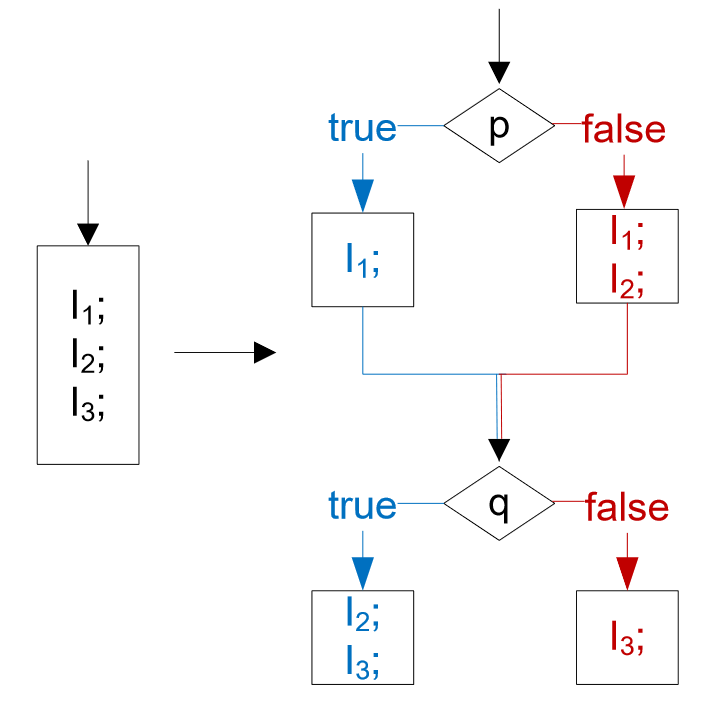 I₁;
I₂;
I₃;
p
true
false
I₁;
I₁;
I₂;
q
true
false
I₂;
I₃;
I₃;